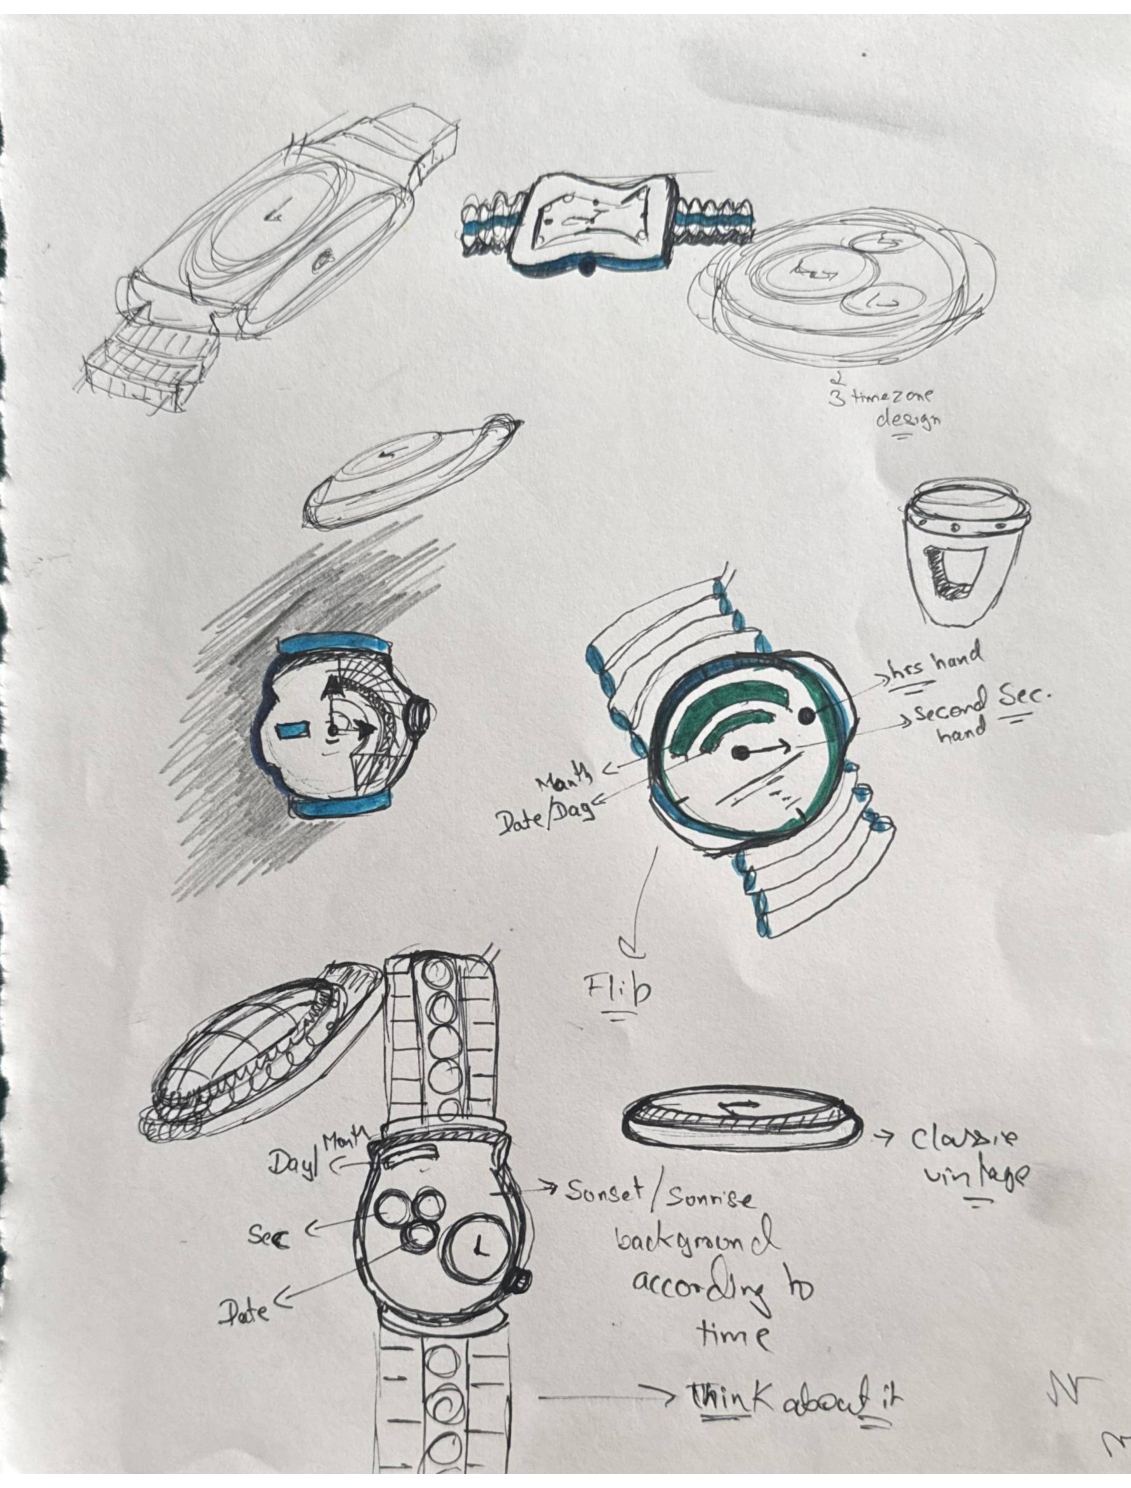 2
3 timezone
design
hrs hand
Second Sec.
hand
Month
Date/Day
Flib
Classic
vintage
Month
Day/
Sec
Date
Sunset/Sunrise
background
according to
time
Think about it